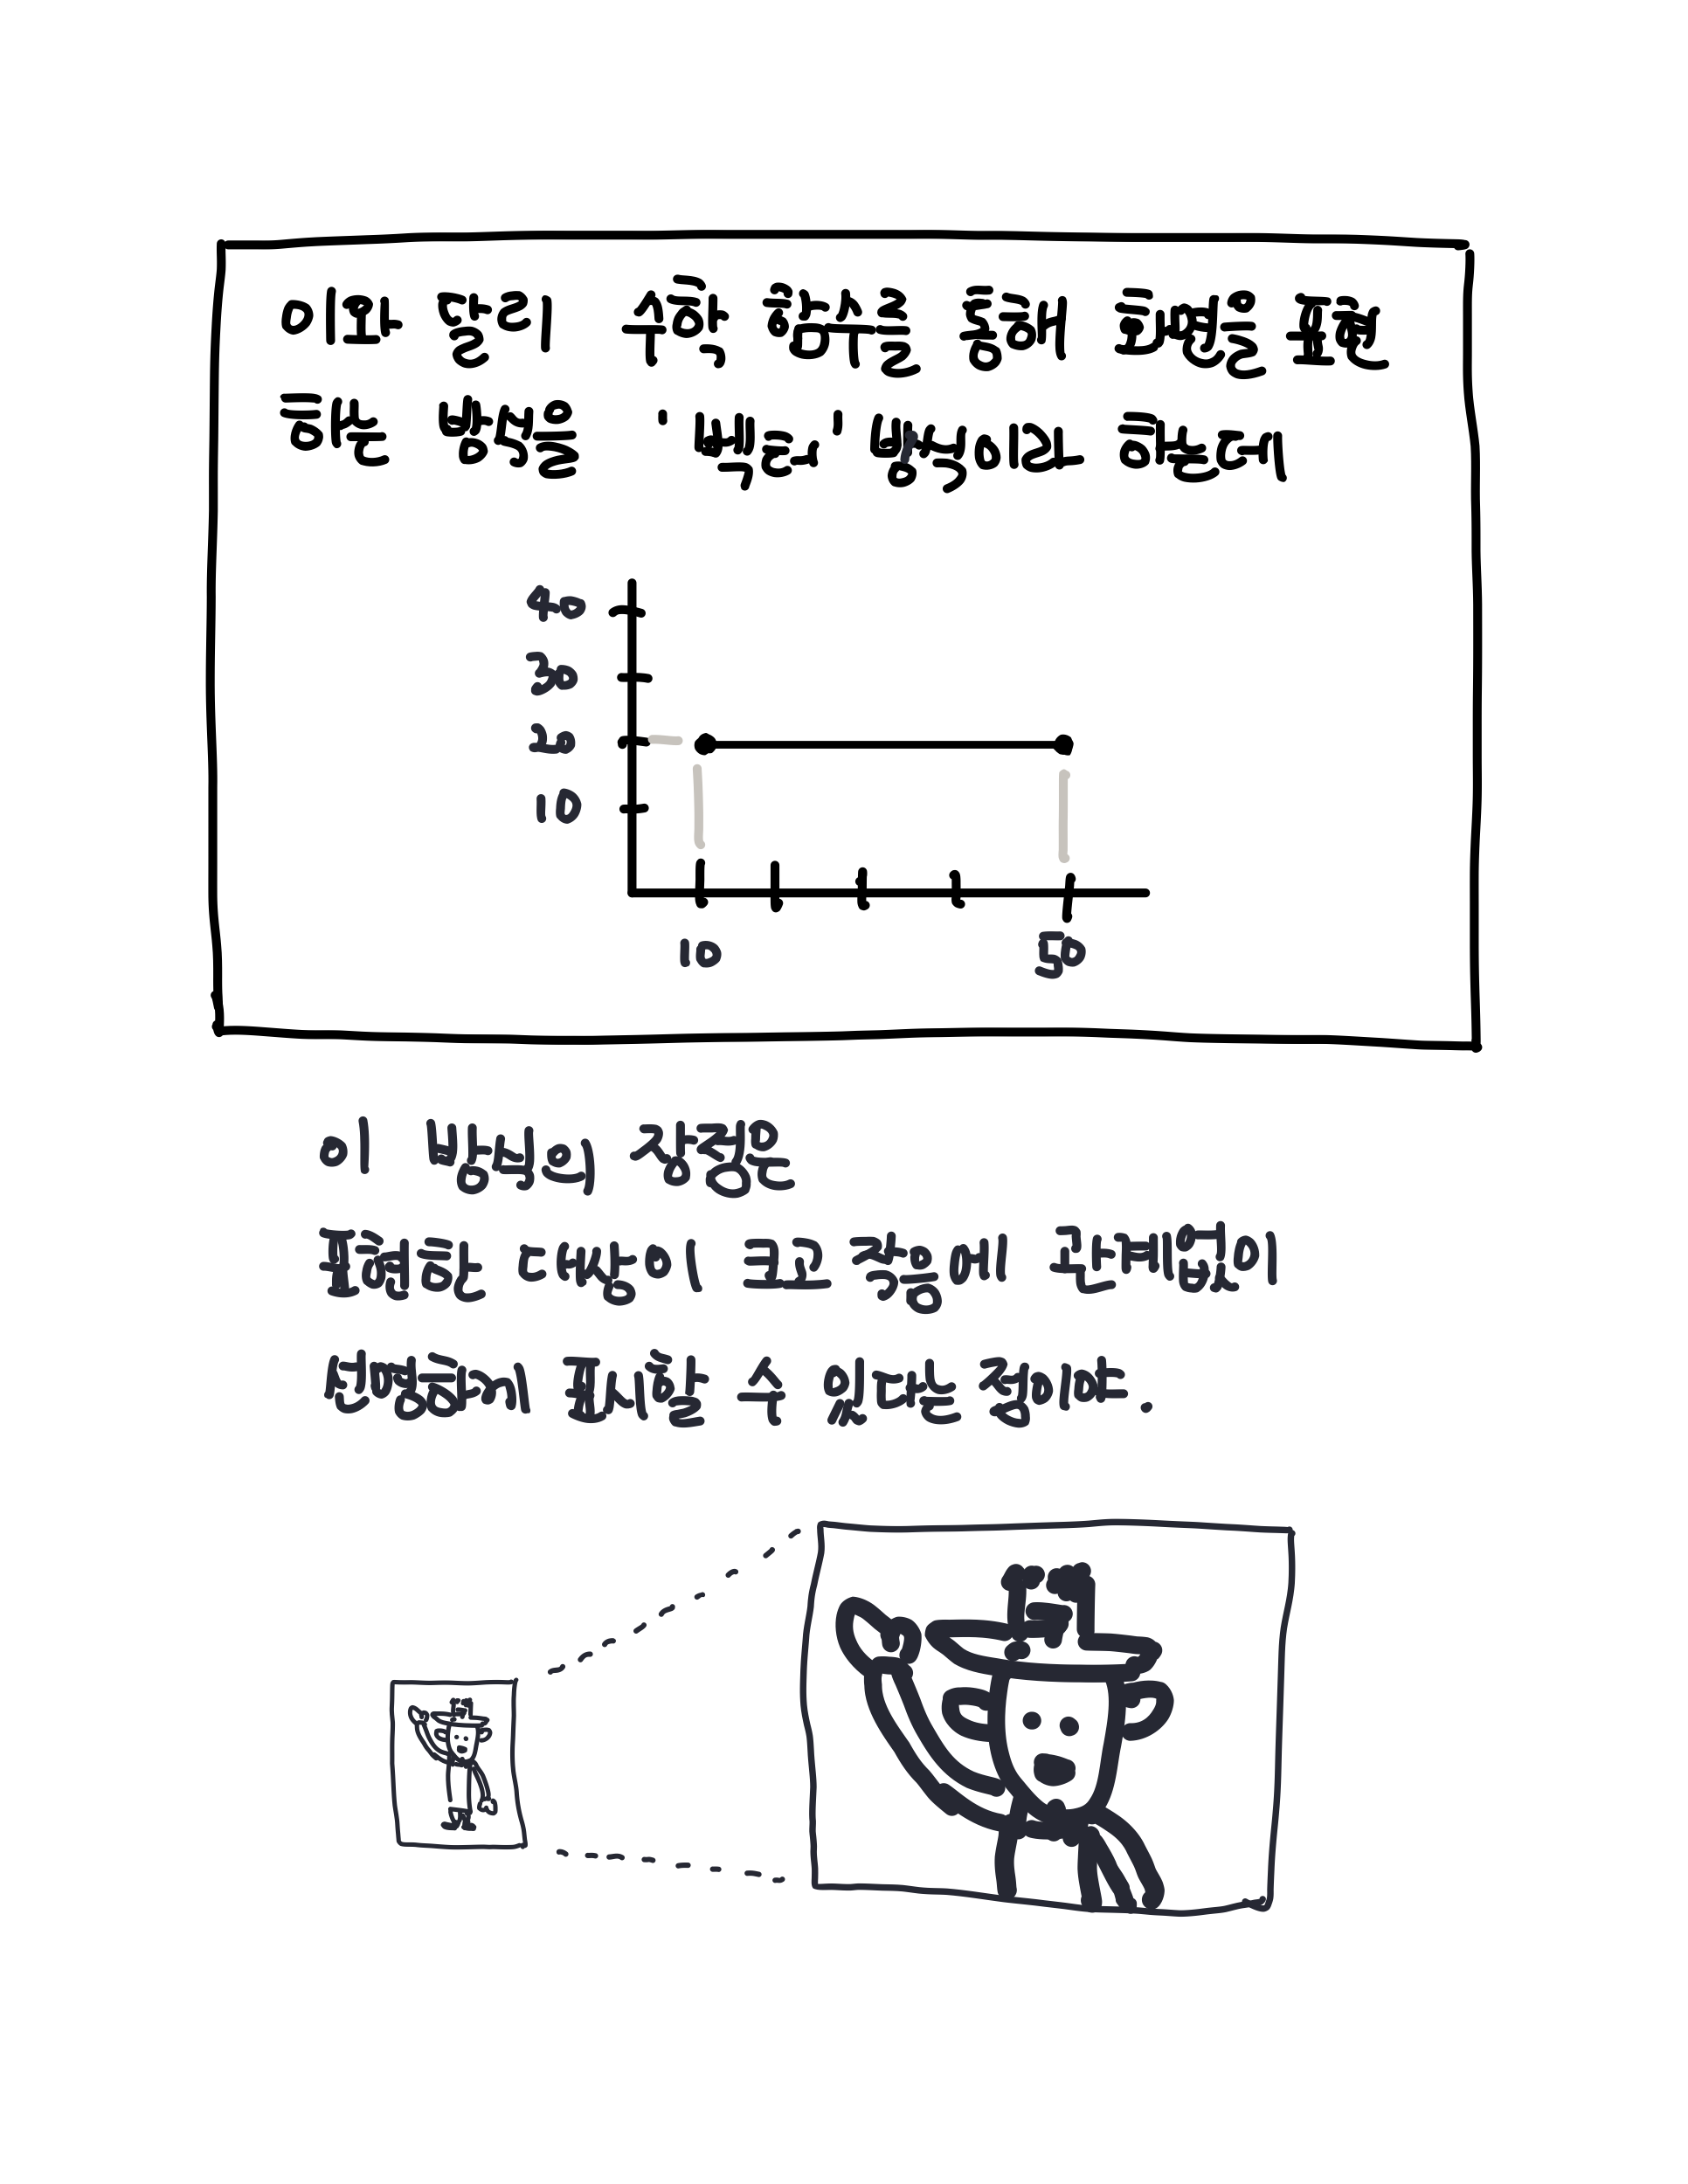 이와 달리 수학 함수를 통해 화면을 표현
하는 방식을 '벡터' 방식이라 하는데
40
30
20
10
10 50
이 방식의 장점은
표현한 대상이 크고 작음에 관계없이
선명하게 표시할 수 있다는 점이야.